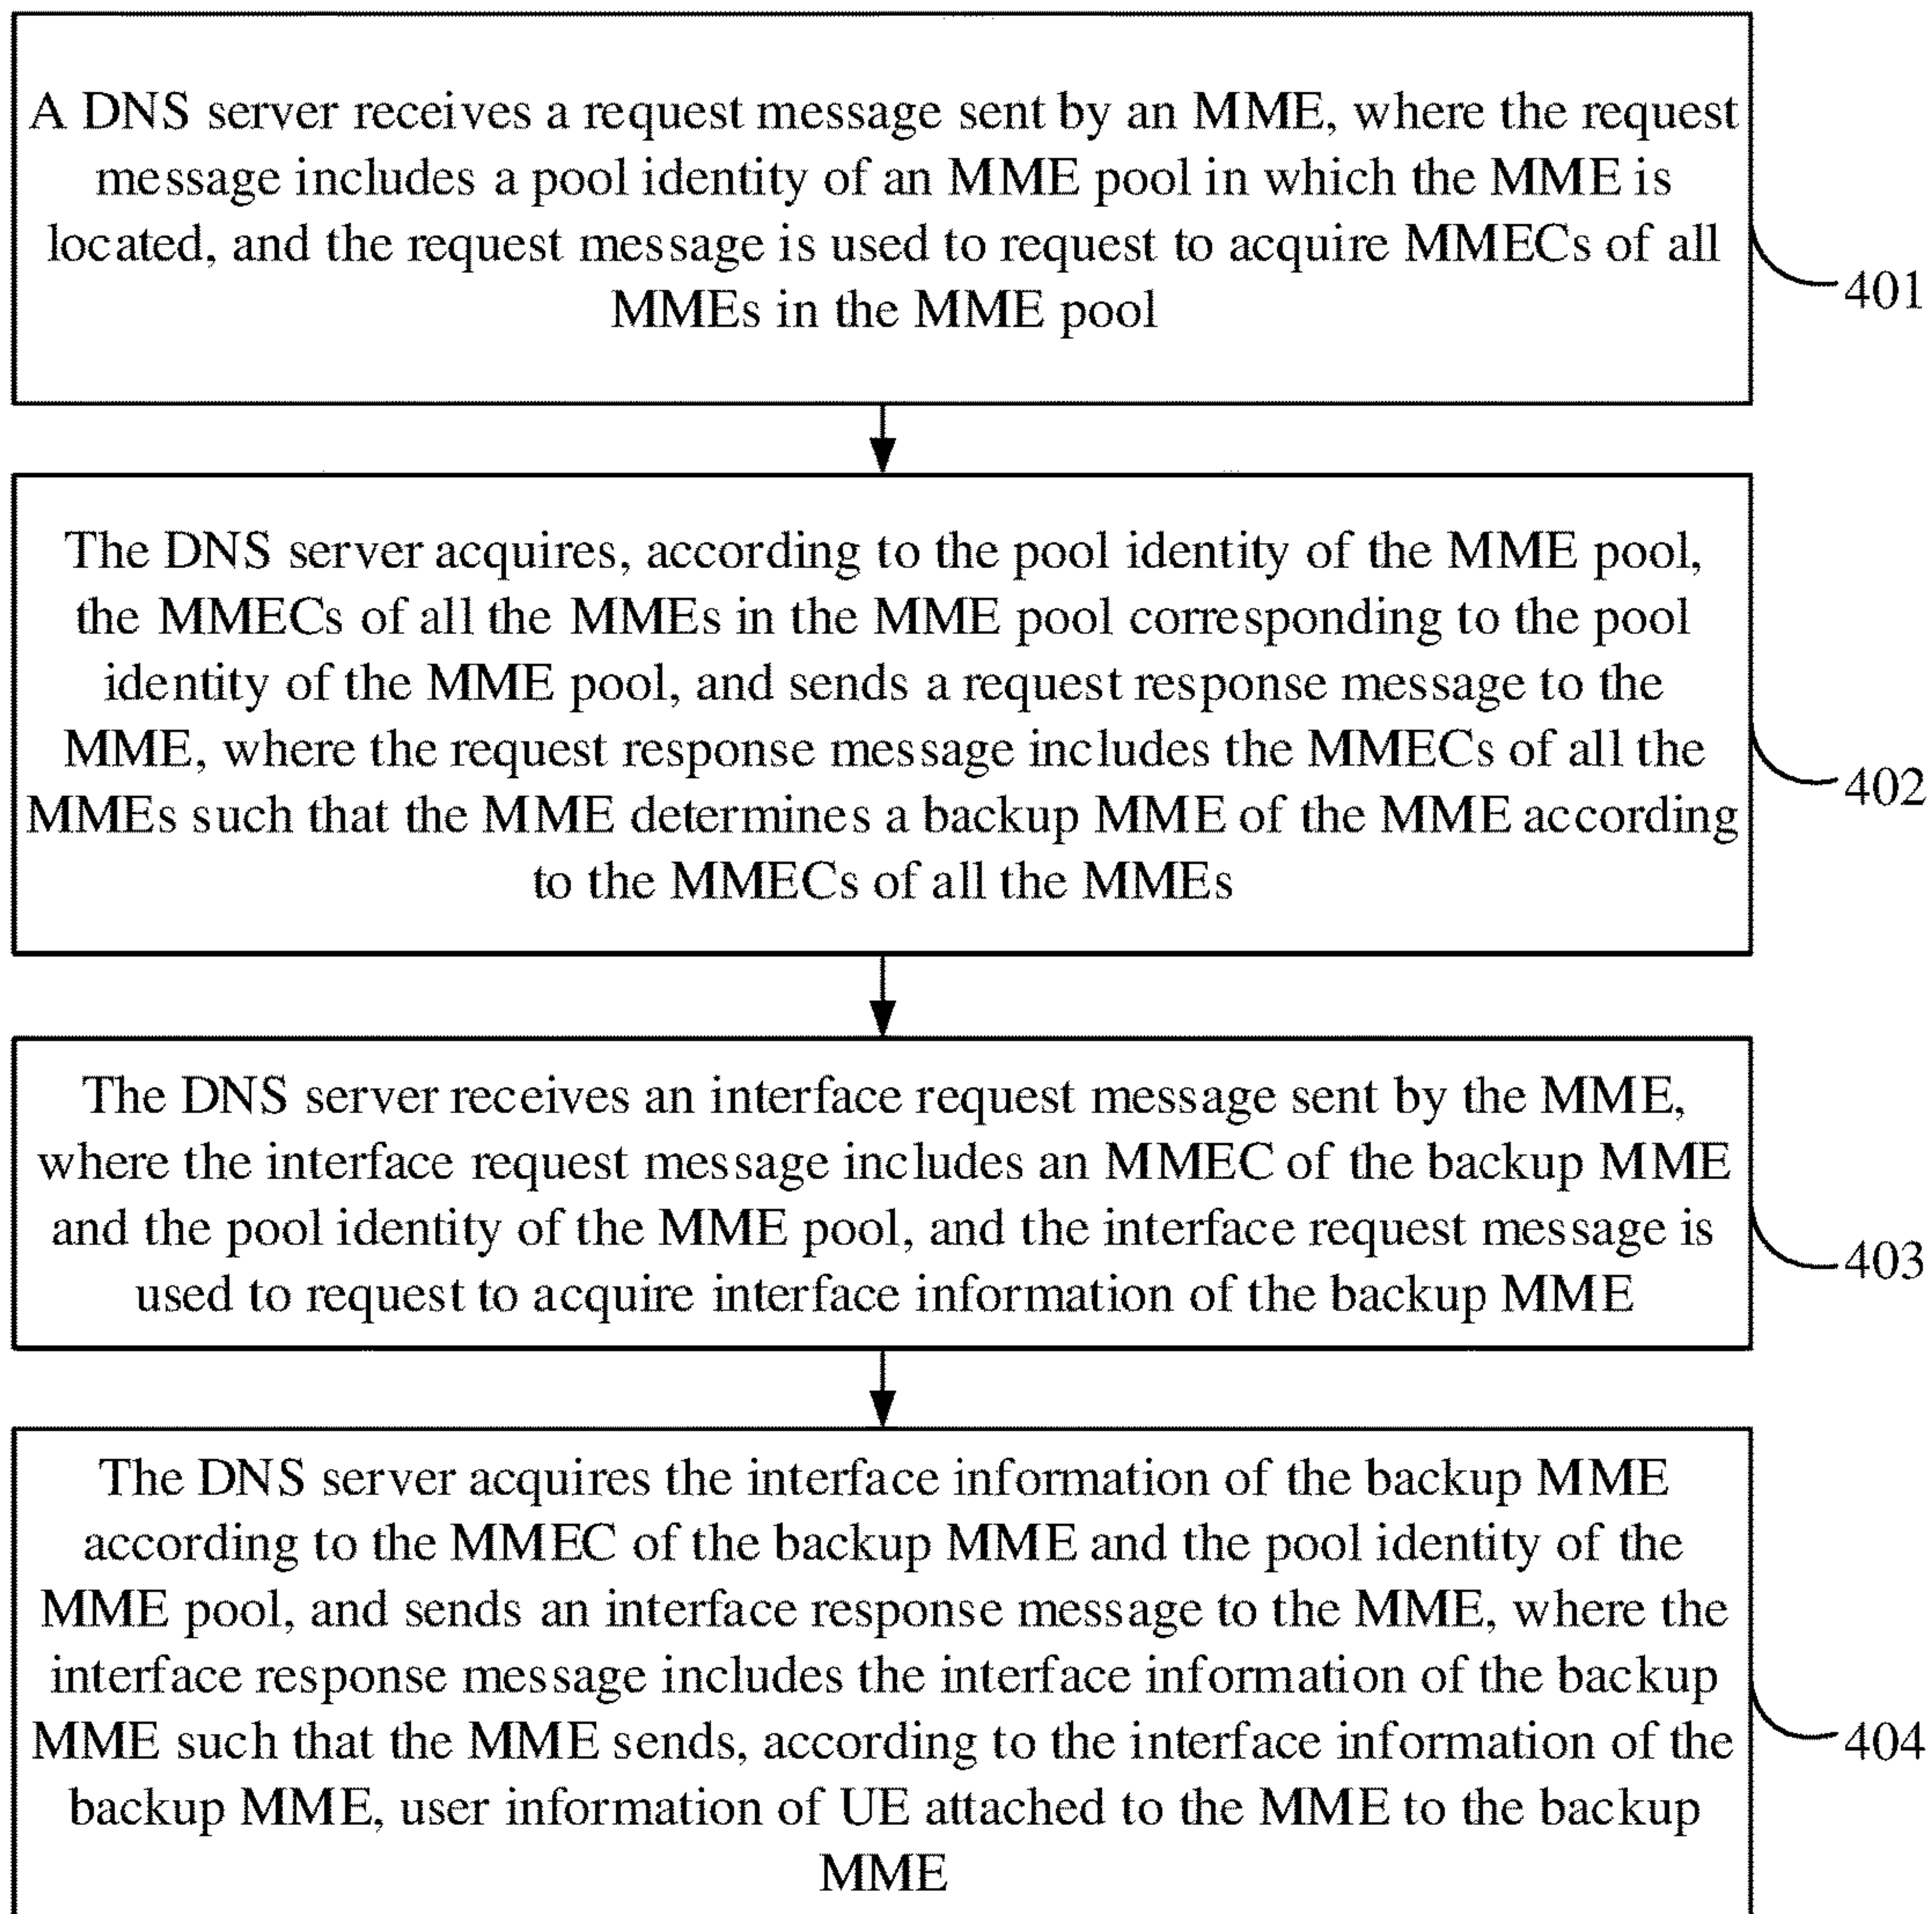 A DNS server receives a request message sent by an MME, where the request
message includes a pool identity of an MME pool in which the MME is
located, and the request message is used to request to acquire MMECs of all
MMEs in the MME pool
401
The DNS server acquires, according to the pool identity of the MME pool,
the MMECs of all the MMEs in the MME pool corresponding to the pool
identity of the MME pool, and sends a request response message to the
MME, where the request response message includes the MMECs of all the
MMEs such that the MME determines a backup MME of the MME according
to the MMECs of all the MMEs
402
The DNS server receives an interface request message sent by the MME,
where the interface request message includes an MMEC of the backup MME
and the pool identity of the MME pool, and the interface request message is
used to request to acquire interface information of the backup MME
403
The DNS server acquires the interface information of the backup MME
according to the MMEC of the backup MME and the pool identity of the
MME pool, and sends an interface response message to the MME, where the
interface response message includes the interface information of the backup
MME such that the MME sends, according to the interface information of the
backup MME, user information of UE attached to the MME to the backup
MME
404